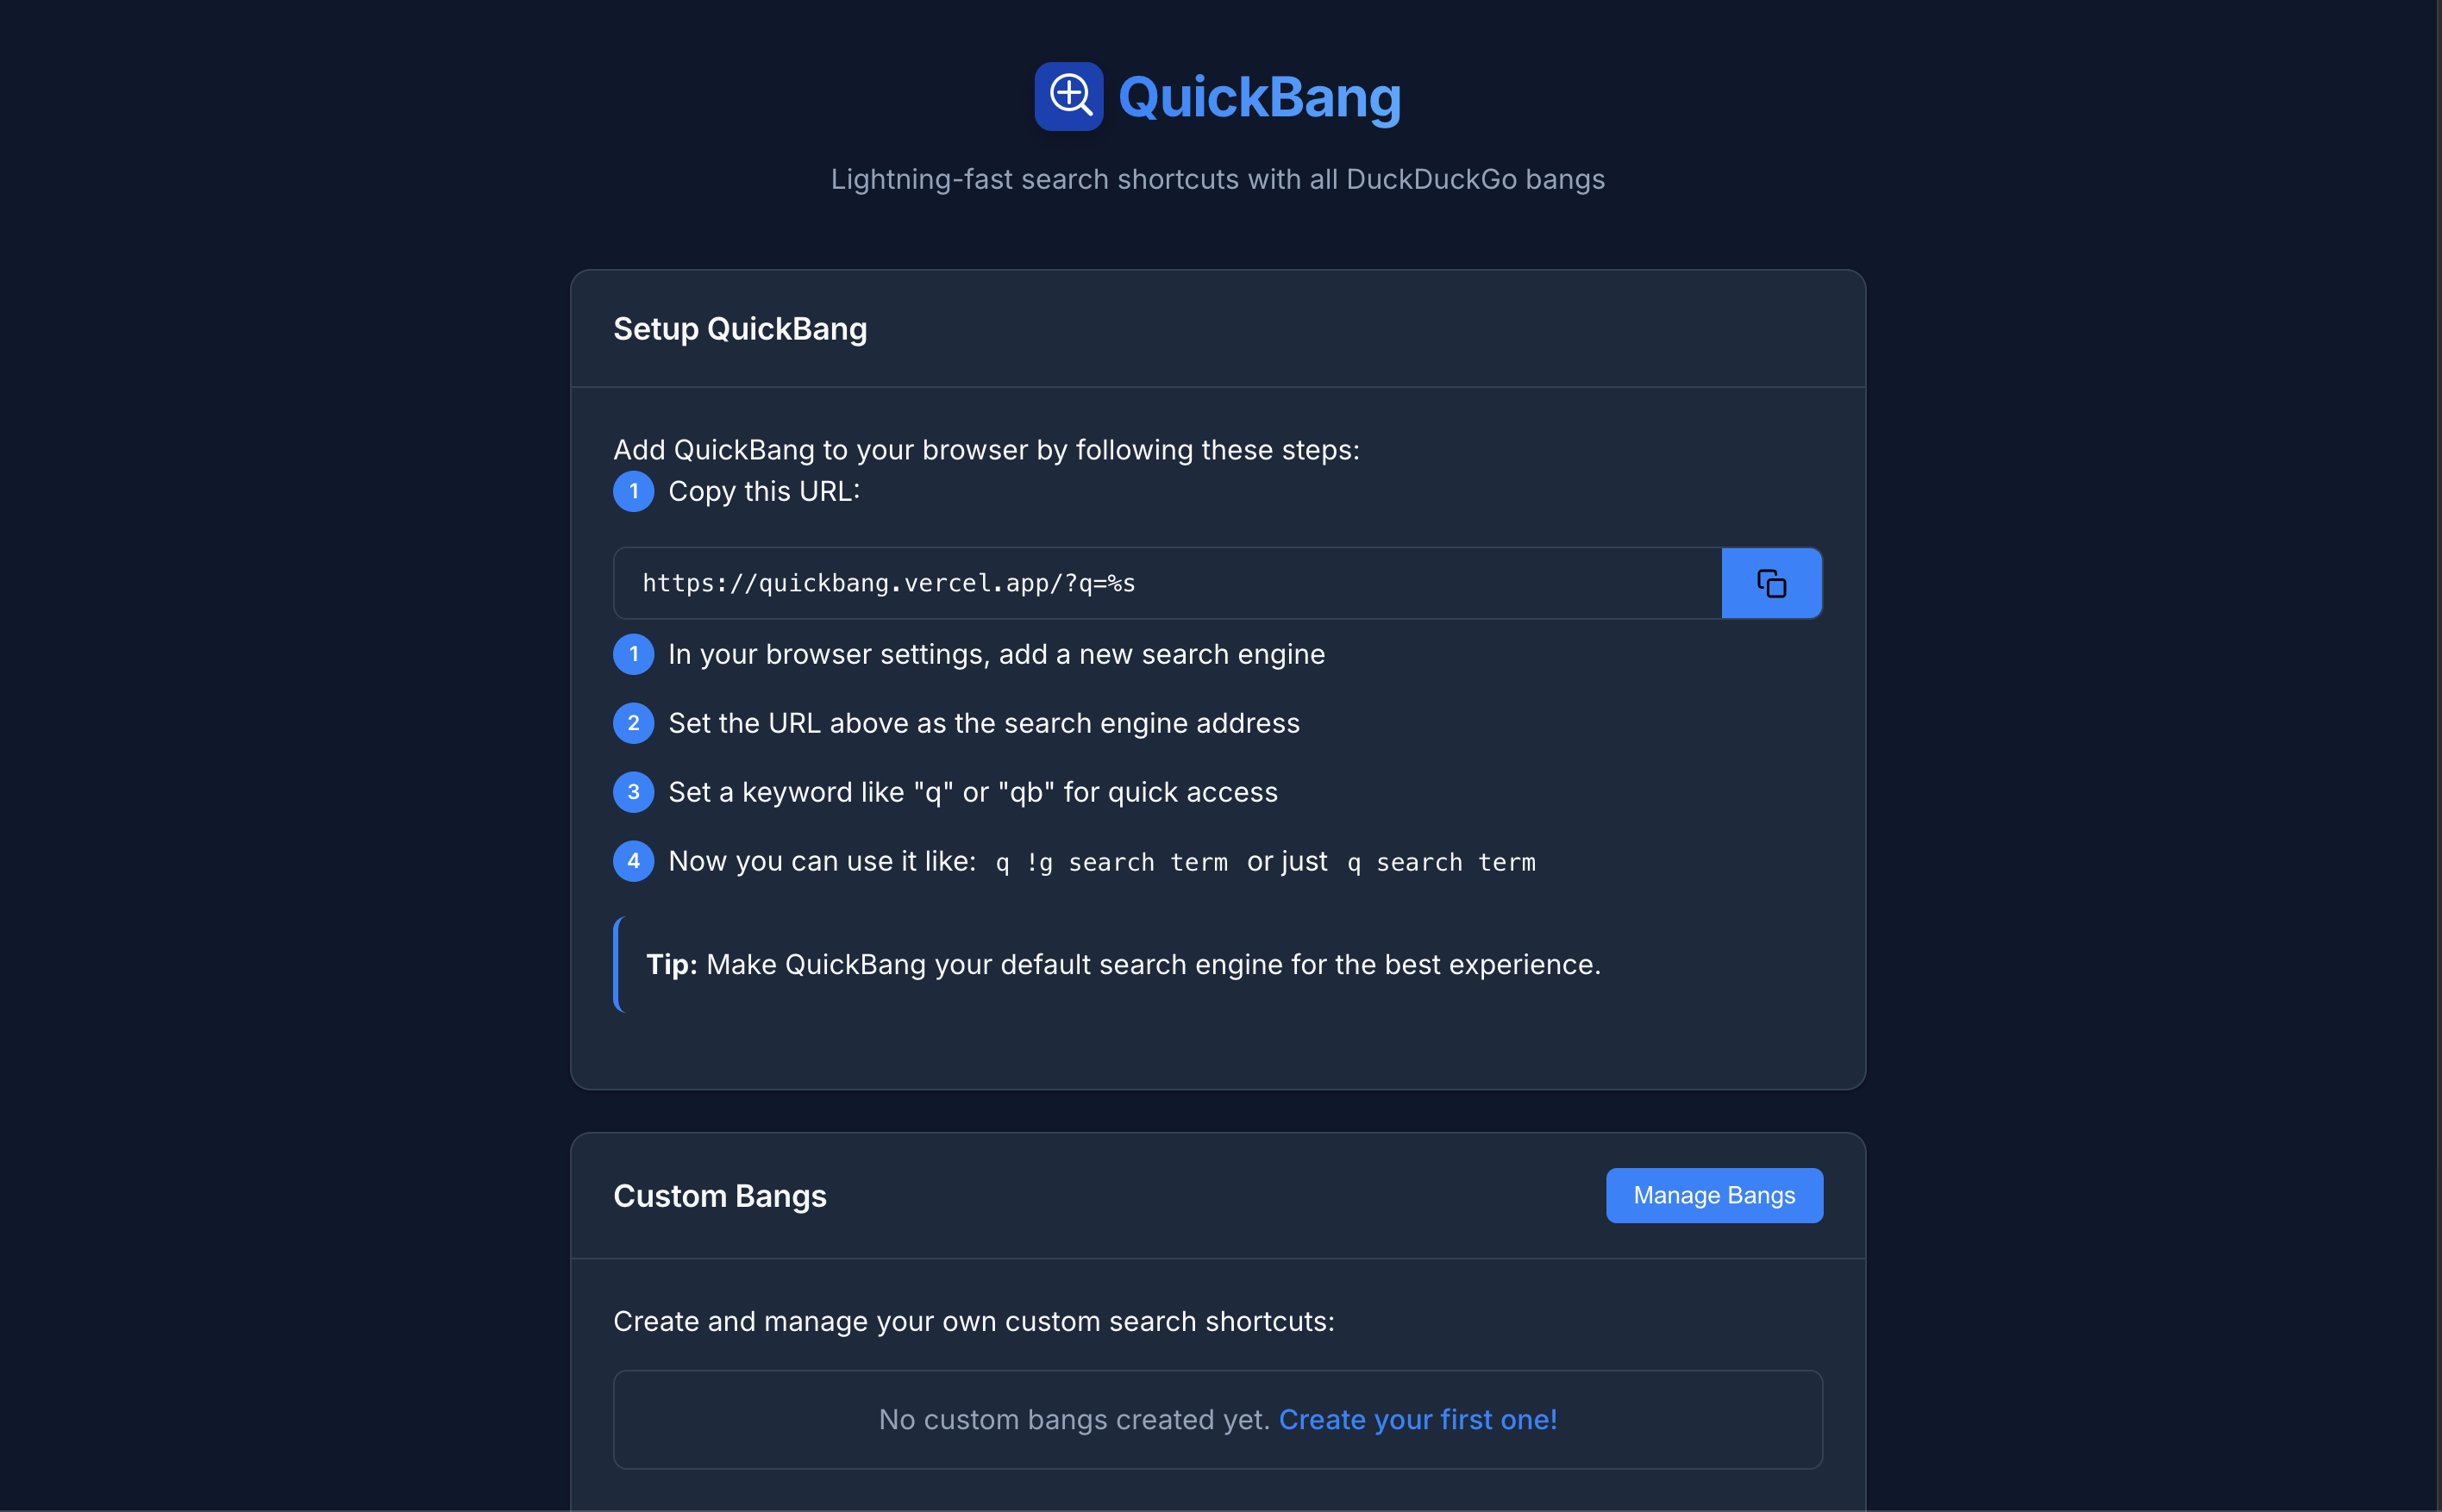 QuickBang
Lightning-fast search shortcuts with all DuckDuckGo bangs
Setup QuickBang
Add QuickBang to your browser by following these steps:
1 Copy this URL:
https://quickbang.vercel.app/?q=%s
1 In your browser settings, add a new search engine
2 Set the URL above as the search engine address
3 Set a keyword like "q" or "qb" for quick access
4 Now you can use it like: q !g search term or just q search term
Tip: Make QuickBang your default search engine for the best experience.
Custom Bangs
Manage Bangs
Create and manage your own custom search shortcuts:
No custom bangs created yet. Create your first one!